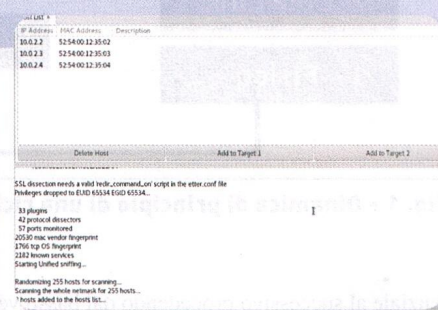 List ×
IP Address MAC Address Description
10.0.2.2 52:54:00:12:35:02
10.0.2.3 52:54:00:12:35:03
10.0.2.4 52:54:00:12:35:04
Delete Host Add to Target 1 Add to Target 2
SSL dissection needs a valid 'redir_command_on' script in the etter.conf file
Privileges dropped to EUID 65534 EGID 65534...
33 plugins
42 protocol dissectors
57 ports monitored
20530 mac vendor fingerprint
1766 tcp OS fingerprint
2182 known services
Starting Unified sniffing...
Randomizing 255 hosts for scanning...
Scanning the whole netmask for 255 hosts...
hosts added to the hosts list...